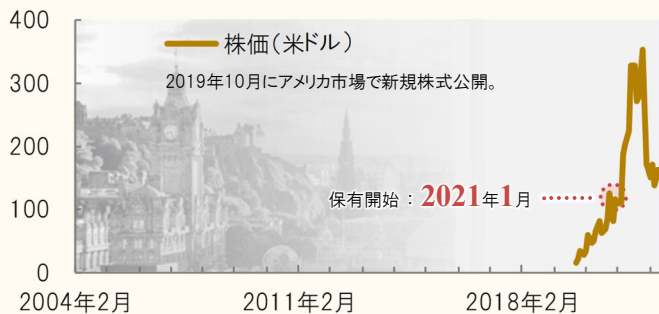 400
株価（米ドル）
2019年10月にアメリカ市場で新規株式公開。
300
200
保有開始：2021年1月
100
0
2004年2月 2011年2月 2018年2月